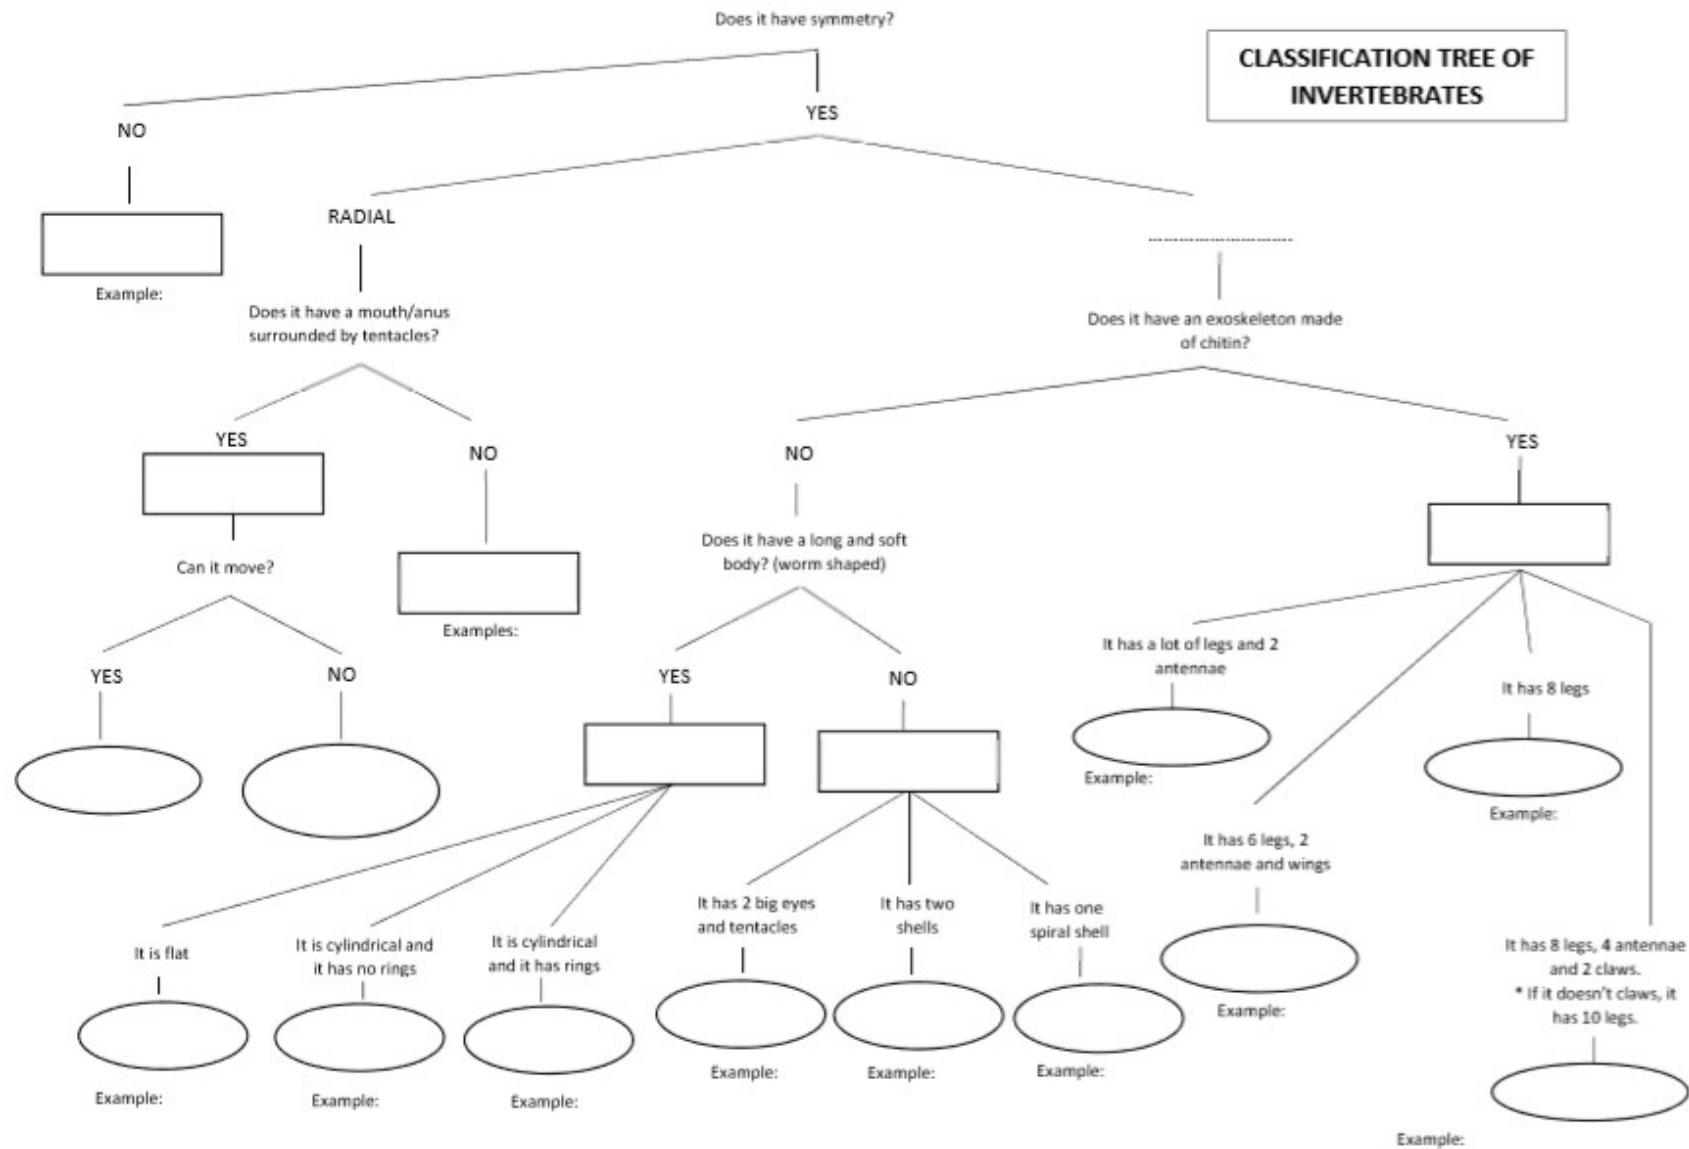 Does it have symmetry?
CLASSIFICATION TREE OF
INVERTEBRATES
NO
YES
Example:
RADIAL
Does it have a mouth/anus
surrounded by tentacles?
Does it have an exoskeleton made
of chitin?
YES
NO
NO
YES
Can it move?
Examples:
Does it have a long and soft
body? (worm shaped)
YES
NO
YES
NO
It has a lot of legs and 2
antennae
Example:
It has 8 legs
Example:
It has 6 legs, 2
antennae and wings
Example:
It is flat
Example:
It is cylindrical and
it has no rings
Example:
It is cylindrical
and it has rings
Example:
It has 2 big eyes
and tentacles
Example:
It has two
shells
Example:
It has one
spiral shell
Example:
It has 8 legs, 4 antennae
and 2 claws.
* If it doesn't claws, it
has 10 legs.
Example: